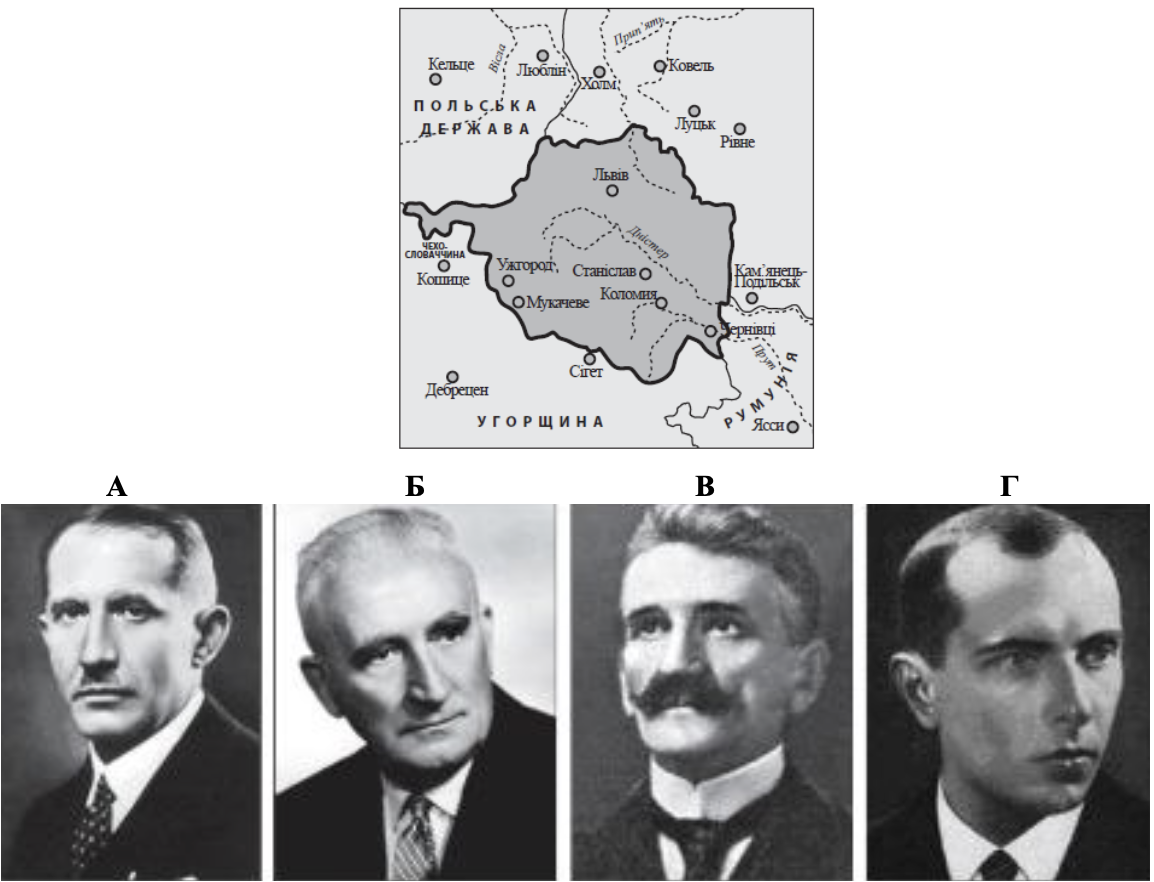 Прип'ять
Вісла
Кельце
Люблін
Холм
Ковель
ПОЛЬСЬКА
ДЕРЖАВА
Луцьк
Рівне
Львів
Дністер
ЧЕХО-
СЛОВАЧЧИНА
Кошице
Ужгород
Станіслав
Кам'янець-
Подільськ
Мукачеве
Коломия
Чернівці
Сігет
Прут
Дебрецен
УГОРЩИНА
РУМУНІЯ
Ясси
А Б В Г